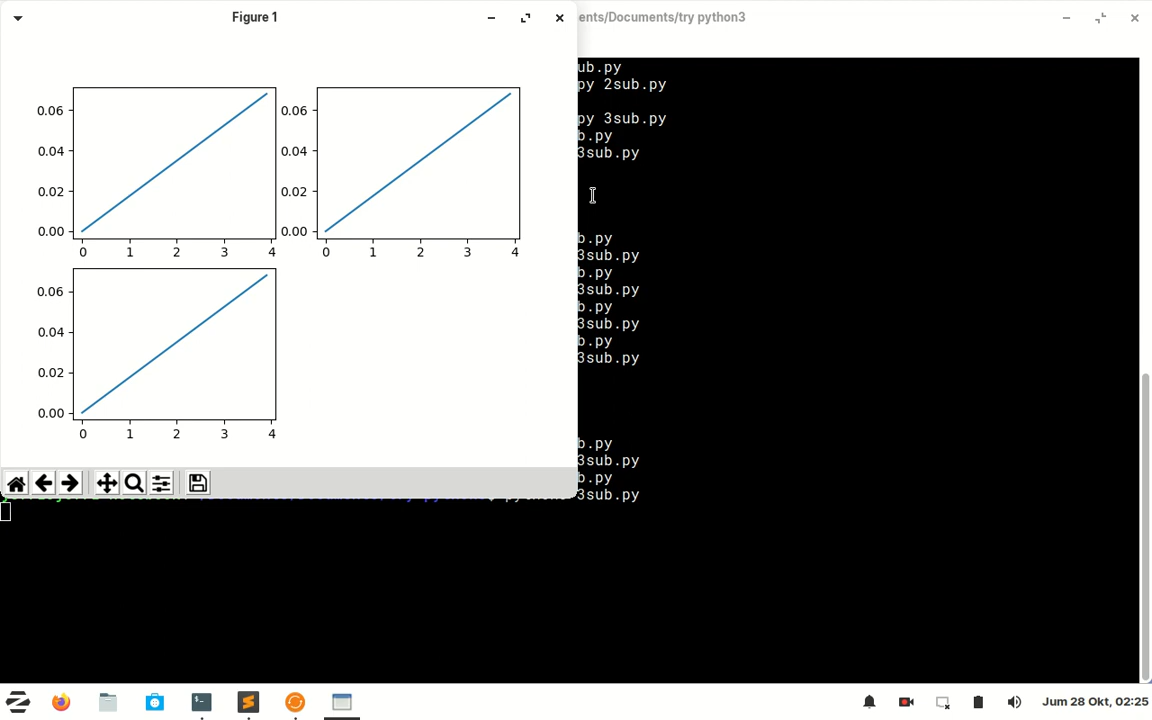 Figure 1
ents/Documents/try python3
ub.py
py 2sub.py
py 3sub.py
b.py
3sub.py
b.py
3sub.py
b.py
3sub.py
b.py
3sub.py
b.py
3sub.py
b.py
3sub.py
b.py
3sub.py
0.06
0.04
0.02
0.00
0 1 2 3 4
0.06
0.04
0.02
0.00
0 1 2 3 4
0.06
0.04
0.02
0.00
0 1 2 3 4
Jum 28 Okt, 02:25